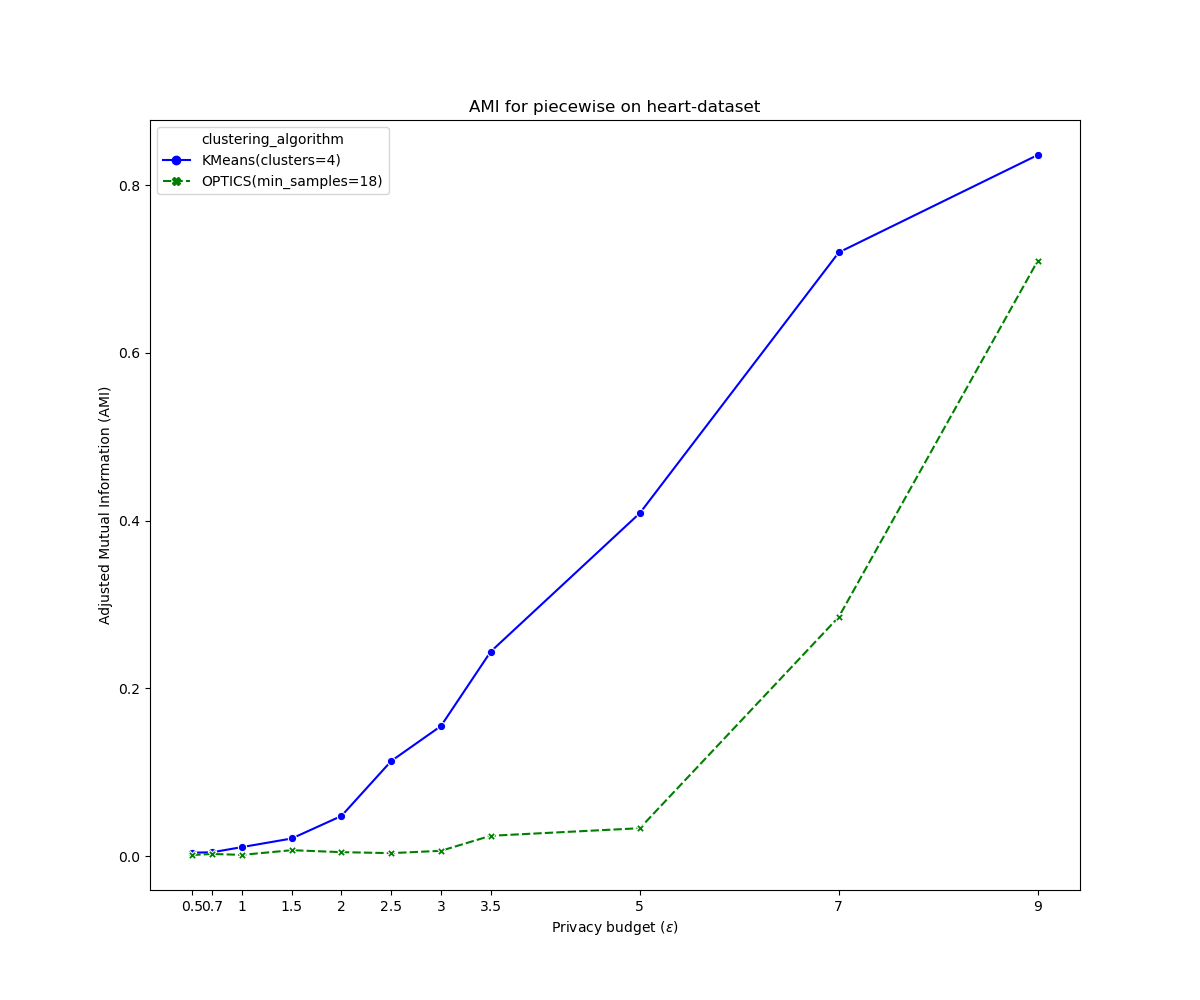 AMI for piecewise on heart-dataset
clustering_algorithm
KMeans(clusters=4)
OPTICS(min_samples=18)
Adjusted Mutual Information (AMI)
0.8
0.6
0.4
0.2
0.0
0.5 0.7 1 1.5 2 2.5 3 3.5 5 7 9
Privacy budget (ε)